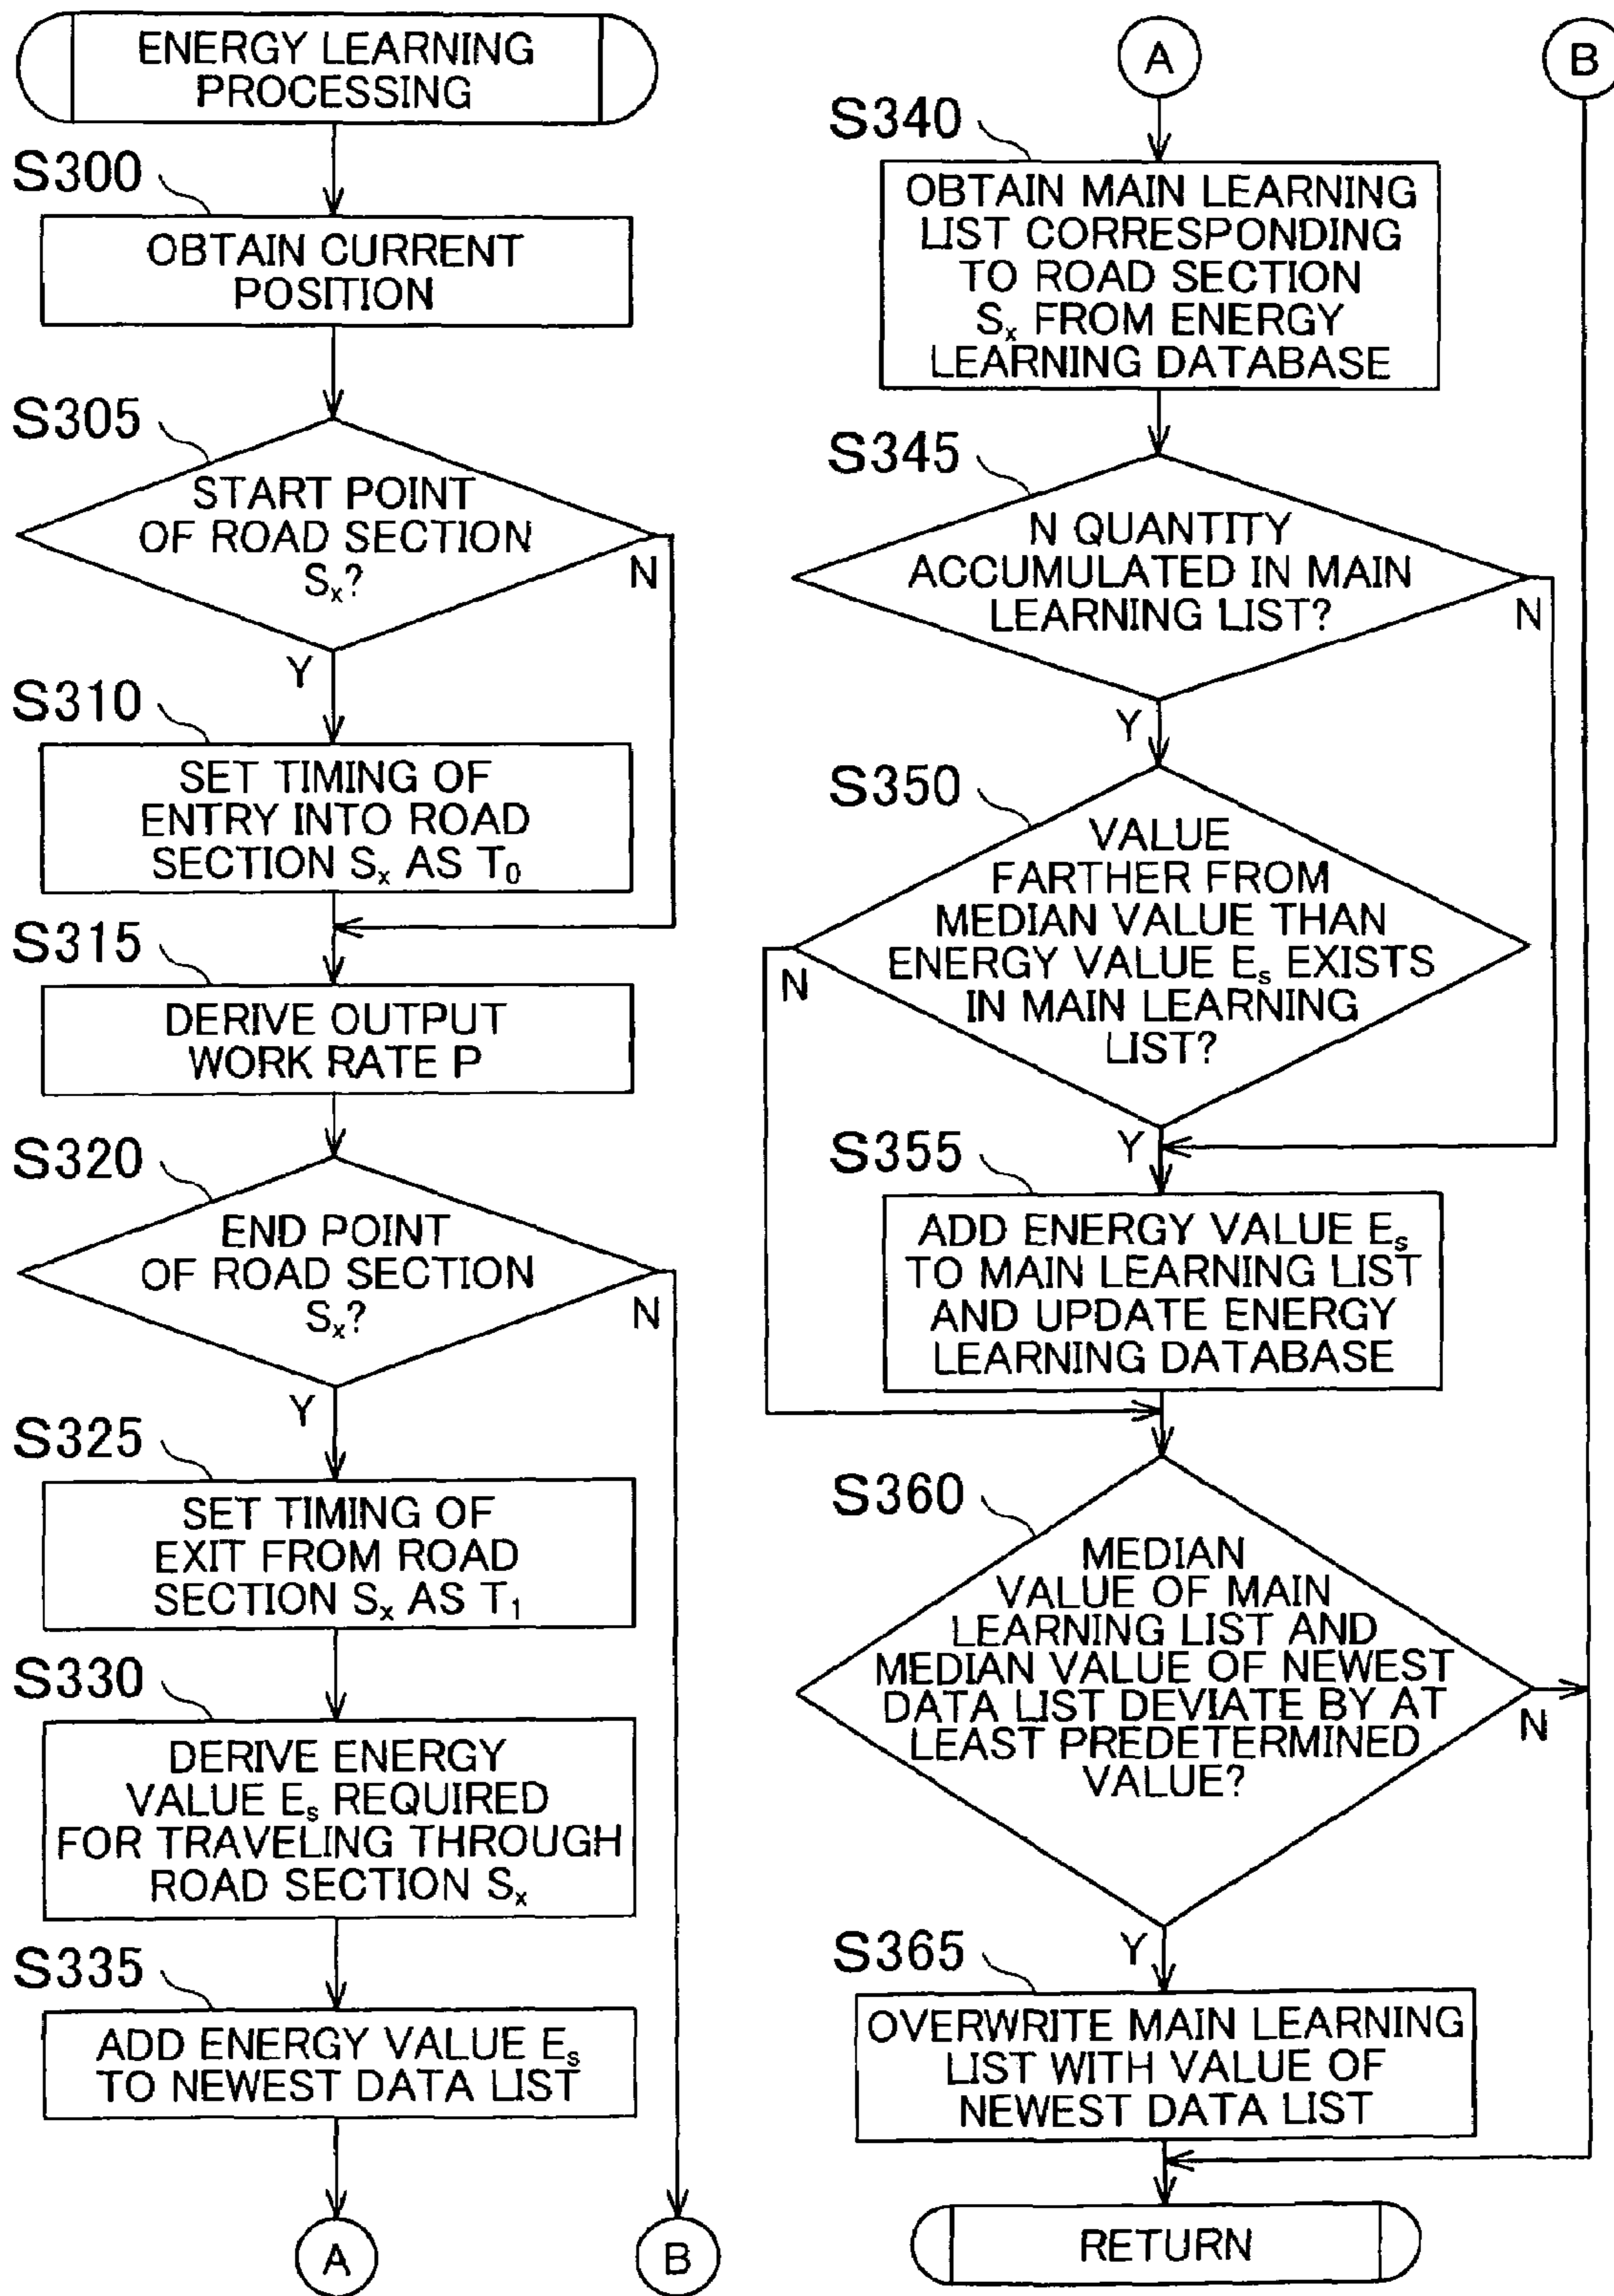 ENERGY LEARNING
PROCESSING
S300
OBTAIN CURRENT
POSITION
S305
START POINT
OF ROAD SECTION
Sₓ?
N
Y
S310
SET TIMING OF
ENTRY INTO ROAD
SECTION Sₓ AS T₀
S315
DERIVE OUTPUT
WORK RATE P
S320
END POINT
OF ROAD SECTION
Sₓ?
N
Y
S325
SET TIMING OF
EXIT FROM ROAD
SECTION Sₓ AS T₁
S330
DERIVE ENERGY
VALUE Eₛ REQUIRED
FOR TRAVELING THROUGH
ROAD SECTION Sₓ
S335
ADD ENERGY VALUE Eₛ
TO NEWEST DATA LIST
A
B
A
B
S340
OBTAIN MAIN LEARNING
LIST CORRESPONDING
TO ROAD SECTION
Sₓ FROM ENERGY
LEARNING DATABASE
S345
N QUANTITY
ACCUMULATED IN MAIN
LEARNING LIST?
N
Y
S350
VALUE
FARTHER FROM
MEDIAN VALUE THAN
ENERGY VALUE Eₛ EXISTS
IN MAIN LEARNING
LIST?
N
Y
S355
ADD ENERGY VALUE Eₛ
TO MAIN LEARNING LIST
AND UPDATE ENERGY
LEARNING DATABASE
S360
MEDIAN
VALUE OF MAIN
LEARNING LIST AND
MEDIAN VALUE OF NEWEST
DATA LIST DEVIATE BY AT
LEAST PREDETERMINED
VALUE?
N
Y
S365
OVERWRITE MAIN LEARNING
LIST WITH VALUE OF
NEWEST DATA LIST
RETURN